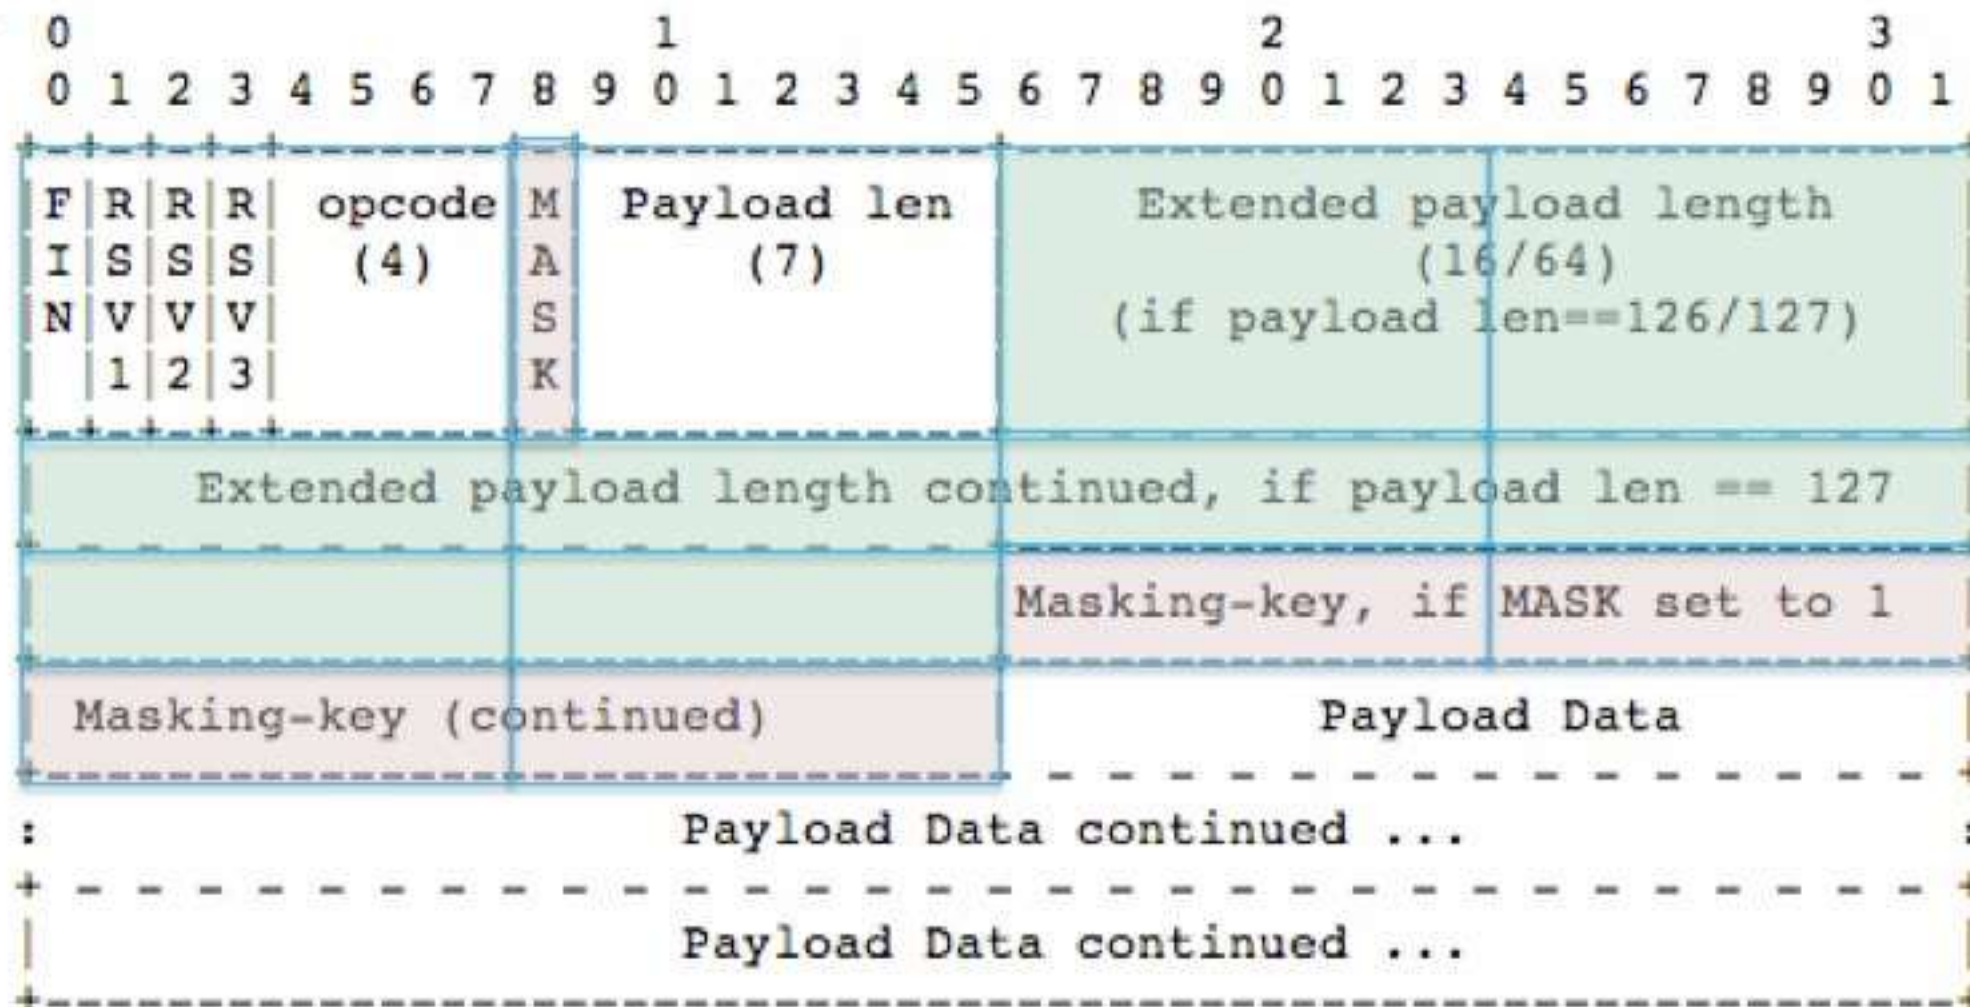 0 1 2 3
0 1 2 3 4 5 6 7 8 9 0 1 2 3 4 5 6 7 8 9 0 1 2 3 4 5 6 7 8 9 0 1
F R R R opcode M Payload len Extended payload length
I S S S (4) A (7) (16/64)
N V V V S (if payload len==126/127)
1 2 3 K
Extended payload length continued, if payload len == 127
Masking-key, if MASK set to 1
Masking-key (continued) Payload Data
: Payload Data continued ... :
Payload Data continued ...